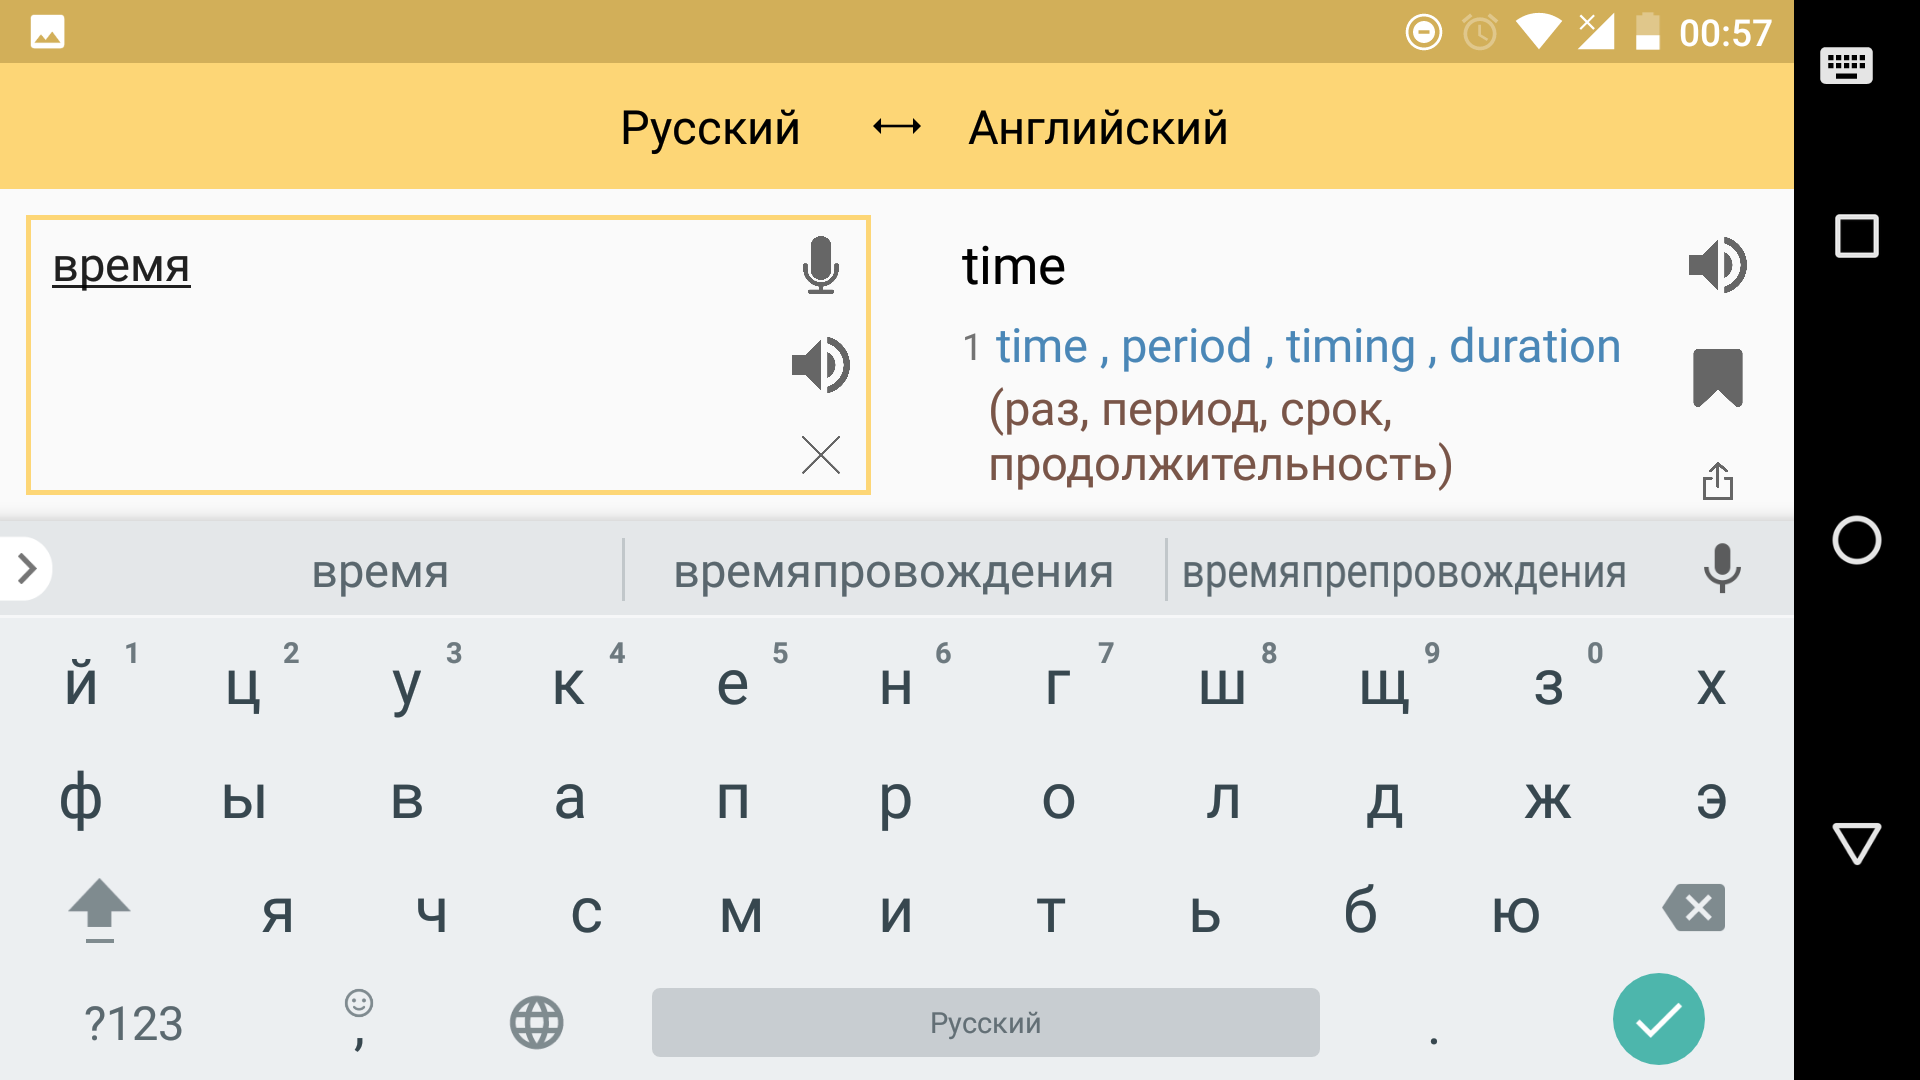 00:57
Русский ↔ Английский
время
time
1 time , period , timing , duration
(раз, период, срок,
продолжительность)
время времяпровождения времяпрепровождения
й 1 ц 2 у 3 к 4 е 5 н 6 г 7 ш 8 щ 9 з 0 х
ф ы в а п р о л д ж э
я ч с м и т ь б ю
?123 , Русский .